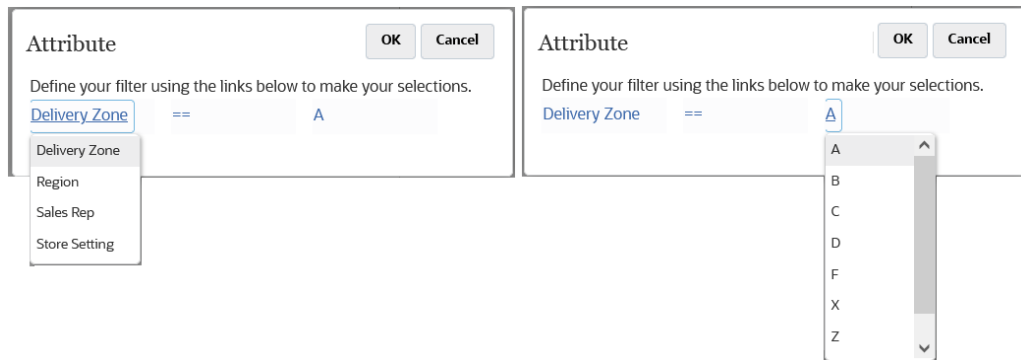 Attribute
OK
Cancel
Define your filter using the links below to make your selections.
Delivery Zone == A
Delivery Zone
Region
Sales Rep
Store Setting
Attribute
OK
Cancel
Define your filter using the links below to make your selections.
Delivery Zone == A
A
B
C
D
F
X
Z